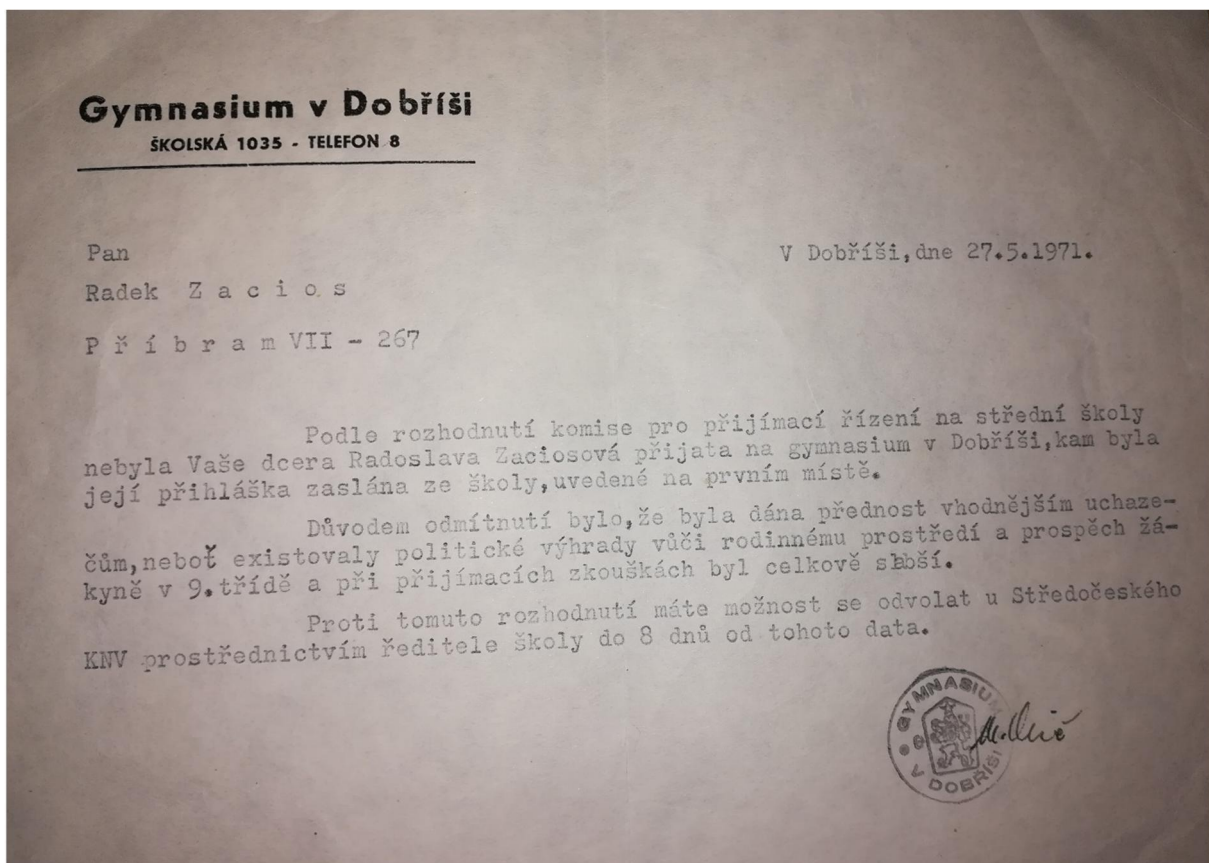 Gymnasium v Dobříši
ŠKOLSKÁ 1035 - TELEFON 8
Pan
V Dobříši,dne 27.5.1971.
Radek Z a c i o s
P ř í b r a m VII - 267
Podle rozhodnutí komise pro přijímací řízení na střední školy
nebyla Vaše dcera Radoslava Zaciosová přijata na gymnasium v Dobříši,kam byla
její přihláška zaslána ze školy,uvedené na prvním místě.
Důvodem odmítnutí bylo,že byla dána přednost vhodnějším uchaze-
čům,neboť existovaly politické výhrady vůči rodinnému prostředí a prospěch žá-
kyně v 9.třídě a při přijímacích zkouškách byl celkově slabší.
Proti tomuto rozhodnutí máte možnost se odvolat u Středočeského
KNV prostřednictvím ředitele školy do 8 dnů od tohoto data.
GYMNASIUM
V DOBŘÍŠI